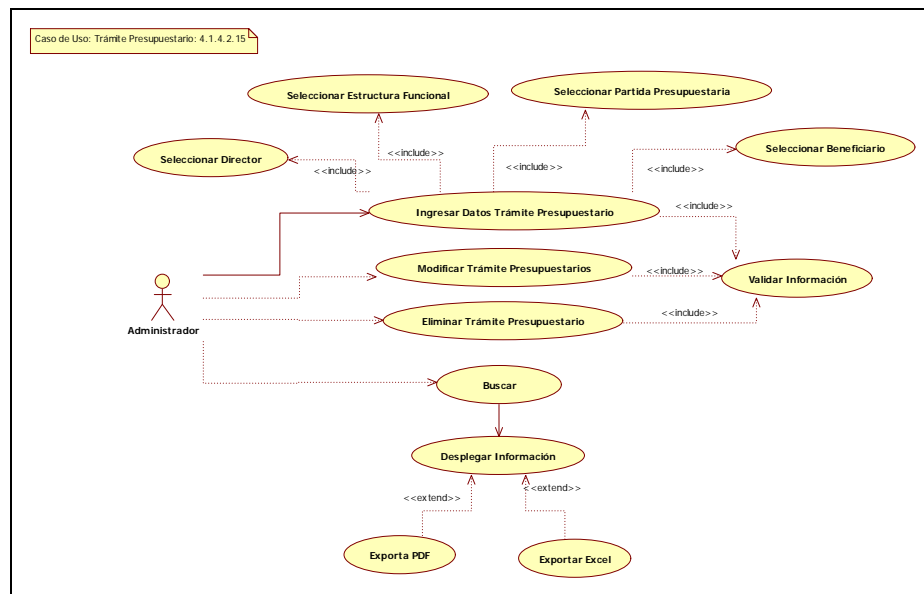 Caso de Uso: Trámite Presupuestario: 4.1.4.2.15
Seleccionar Estructura Funcional
Seleccionar Partida Presupuestaria
Seleccionar Director
<<include>>
<<include>>
<<include>>
<<include>>
Seleccionar Beneficiario
Ingresar Datos Trámite Presupuestario
<<include>>
Modificar Trámite Presupuestarios
<<include>>
Validar Información
Administrador
Eliminar Trámite Presupuestario
<<include>>
Buscar
Desplegar Información
<<extend>>
<<extend>>
Exporta PDF
Exportar Excel